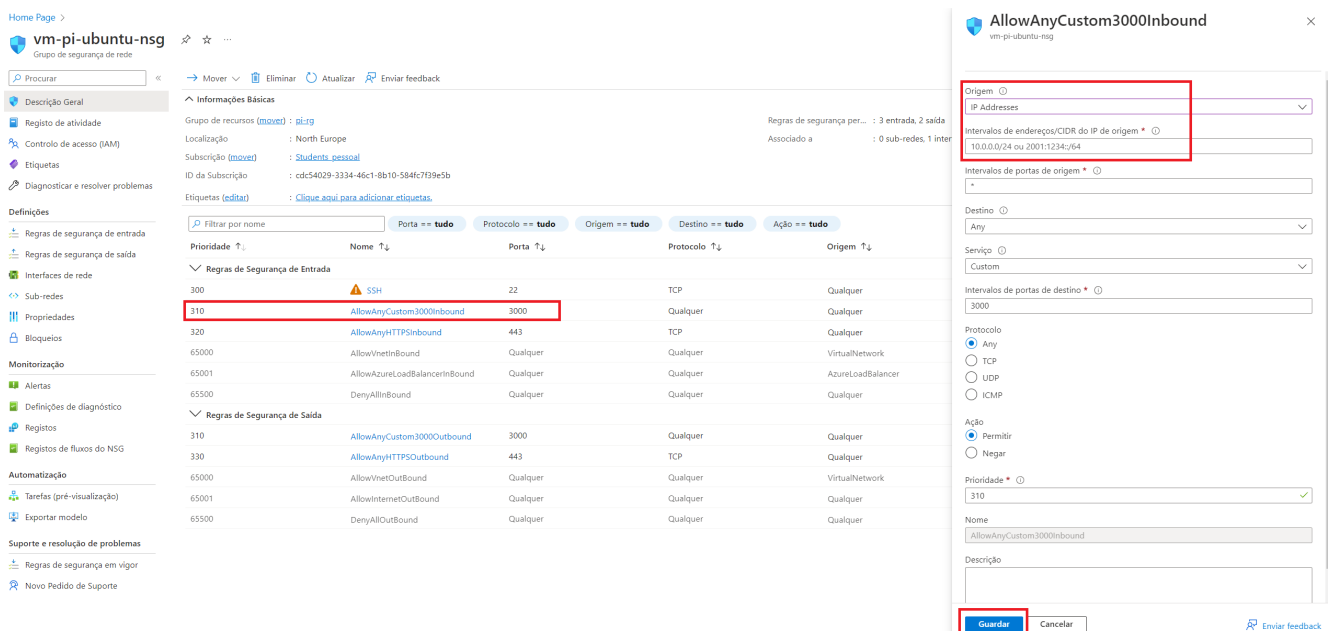 Home Page >
vm-pi-ubuntu-nsg
Grupo de segurança de rede
Procurar
Descrição Geral
Registo de atividade
Controlo de acesso (IAM)
Etiquetas
Diagnosticar e resolver problemas
Definições
Regras de segurança de entrada
Regras de segurança de saída
Interfaces de rede
Sub-redes
Propriedades
Bloqueios
Monitorização
Alertas
Definições de diagnóstico
Registos
Registos de fluxos do NSG
Automatização
Tarefas (pré-visualização)
Exportar modelo
Suporte e resolução de problemas
Regras de segurança em vigor
Novo Pedido de Suporte
Mover Eliminar Atualizar Enviar feedback
Informações Básicas
Grupo de recursos (mover) : pi-rg
Localização : North Europe
Subscrição (mover) : Students_pessoal
ID da Subscrição : cdc54029-3334-46c1-8b10-584fc7f39e5b
Etiquetas (editar) : Clique aqui para adicionar etiquetas.
Regras de segurança per... : 3 entrada, 2 saída
Associado a : 0 sub-redes, 1 inter
Filtrar por nome Porta == tudo Protocolo == tudo Origem == tudo Destino == tudo Ação == tudo
Prioridade Nome Porta Protocolo Origem
Regras de Segurança de Entrada
300 SSH 22 TCP Qualquer
310 AllowAnyCustom3000Inbound 3000 Qualquer Qualquer
320 AllowAnyHTTPSInbound 443 TCP Qualquer
65000 AllowVnetInBound Qualquer Qualquer VirtualNetwork
65001 AllowAzureLoadBalancerInBound Qualquer Qualquer AzureLoadBalancer
65500 DenyAllInBound Qualquer Qualquer Qualquer
Regras de Segurança de Saída
310 AllowAnyCustom3000Outbound 3000 Qualquer Qualquer
330 AllowAnyHTTPSOutbound 443 TCP Qualquer
65000 AllowVnetOutBound Qualquer Qualquer VirtualNetwork
65001 AllowInternetOutBound Qualquer Qualquer Qualquer
65500 DenyAllOutBound Qualquer Qualquer Qualquer
AllowAnyCustom3000Inbound
vm-pi-ubuntu-nsg
Origem
IP Addresses
Intervalos de endereços/CIDR do IP de origem *
10.0.0.0/24 ou 2001:1234::/64
Intervalos de portas de origem *
*
Destino
Any
Serviço
Custom
Intervalos de portas de destino *
3000
Protocolo
Any
TCP
UDP
ICMP
Ação
Permitir
Negar
Prioridade *
310
Nome
AllowAnyCustom3000Inbound
Descrição
Guardar Cancelar Enviar feedback